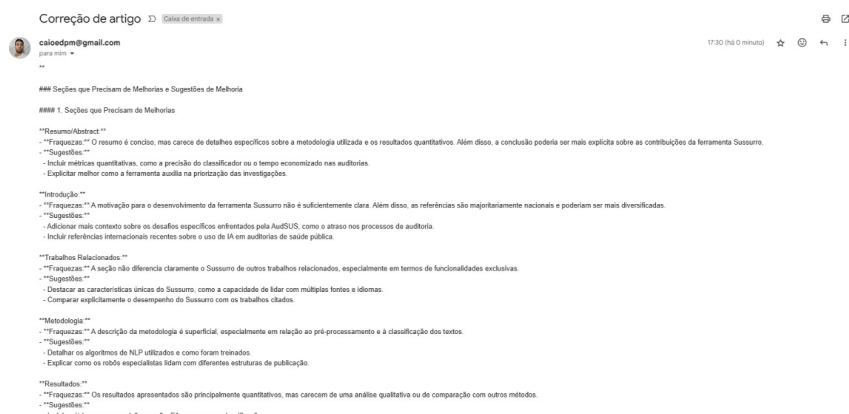 Correção de artigo Caixa de entrada x
caioedpm@gmail.com 17:30 (há 0 minuto)
para mim
**
### Seções que Precisam de Melhorias e Sugestões de Melhoria
#### 1. Seções que Precisam de Melhorias
**Resumo/Abstract:**
- **Fraquezas:** O resumo é conciso, mas carece de detalhes específicos sobre a metodologia utilizada e os resultados quantitativos. Além disso, a conclusão poderia ser mais explícita sobre as contribuições da ferramenta Sussurro.
- **Sugestões:**
- Incluir métricas quantitativas, como a precisão do classificador ou o tempo economizado nas auditorias.
- Explicitar melhor como a ferramenta auxilia na priorização das investigações.
**Introdução:**
- **Fraquezas:** A motivação para o desenvolvimento da ferramenta Sussurro não é suficientemente clara. Além disso, as referências são majoritariamente nacionais e poderiam ser mais diversificadas.
- **Sugestões:**
- Adicionar mais contexto sobre os desafios específicos enfrentados pela AudSUS, como o atraso nos processos de auditoria.
- Incluir referências internacionais recentes sobre o uso de IA em auditorias de saúde pública.
**Trabalhos Relacionados:**
- **Fraquezas:** A seção não diferencia claramente o Sussurro de outros trabalhos relacionados, especialmente em termos de funcionalidades exclusivas.
- **Sugestões:**
- Destacar as características únicas do Sussurro, como a capacidade de lidar com múltiplas fontes e idiomas.
- Comparar explicitamente o desempenho do Sussurro com os trabalhos citados.
**Metodologia:**
- **Fraquezas:** A descrição da metodologia é superficial, especialmente em relação ao pré-processamento e à classificação dos textos.
- **Sugestões:**
- Detalhar os algoritmos de NLP utilizados e como foram treinados.
- Explicar como os robôs especialistas lidam com diferentes estruturas de publicação.
**Resultados:**
- **Fraquezas:** Os resultados apresentados são principalmente quantitativos, mas carecem de uma análise qualitativa ou de comparação com outros métodos.
- **Sugestões:**